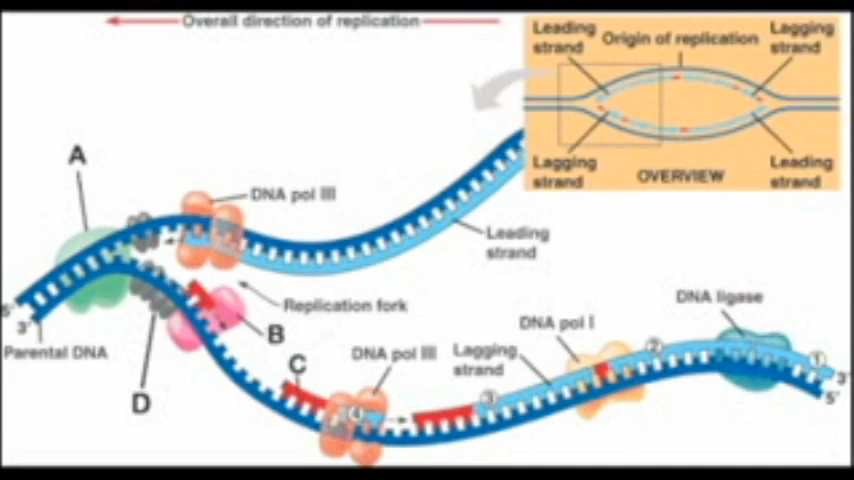 Overall direction of replication
Leading
strand
Origin of replication
Lagging
strand
Lagging
strand
OVERVIEW
Leading
strand
A
DNA pol III
Leading
strand
Replication fork
5'
3'
Parental DNA
B
D
C
DNA pol III
4
Lagging
strand
3
DNA pol I
2
DNA ligase
1
3'
5'